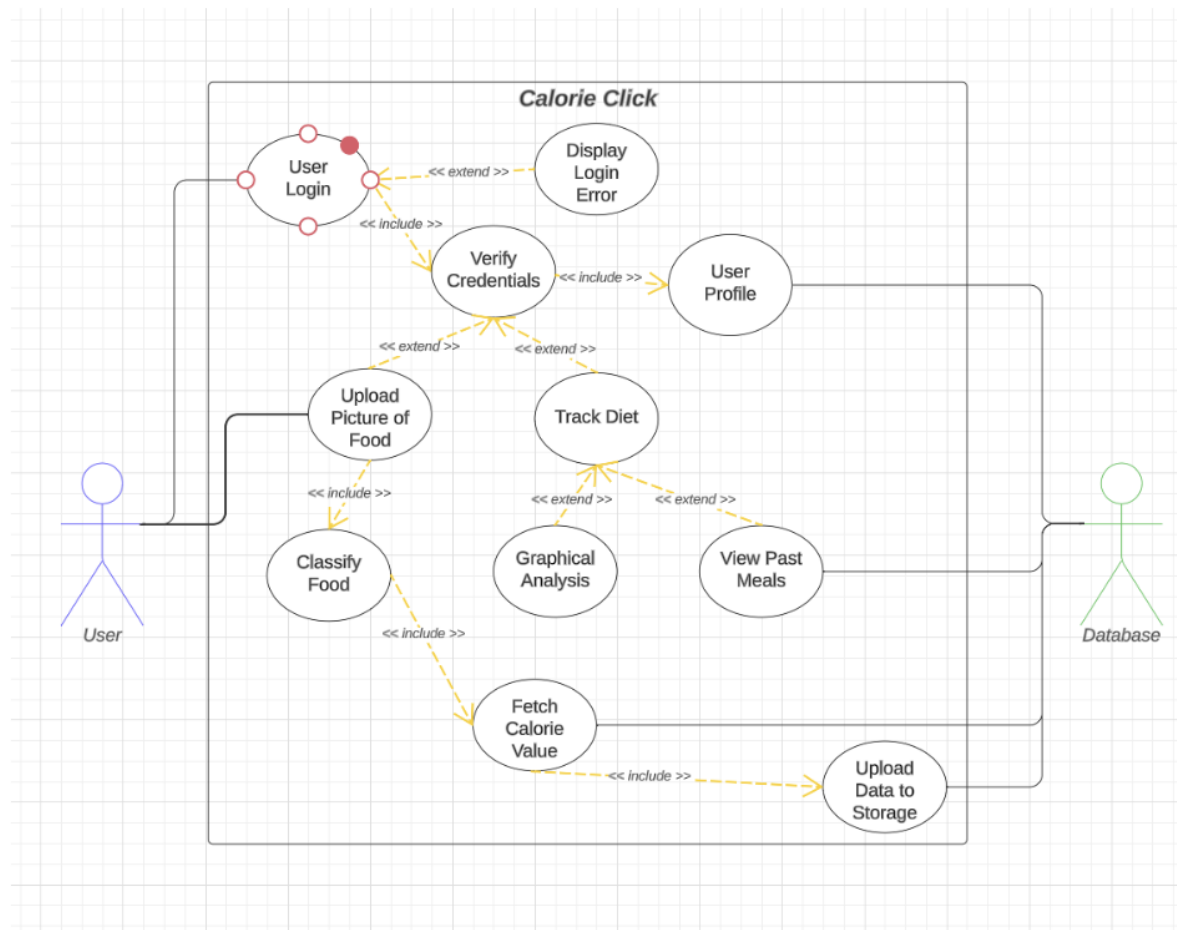 Calorie Click
User
Login
<< extend >>
Display
Login
Error
<< include >>
Verify
Credentials
<< include >>
User
Profile
<< extend >>
<< extend >>
Upload
Picture of
Food
Track Diet
<< include >>
<< extend >>
<< extend >>
Classify
Food
Graphical
Analysis
View Past
Meals
User
Database
<< include >>
Fetch
Calorie
Value
<< include >>
Upload
Data to
Storage